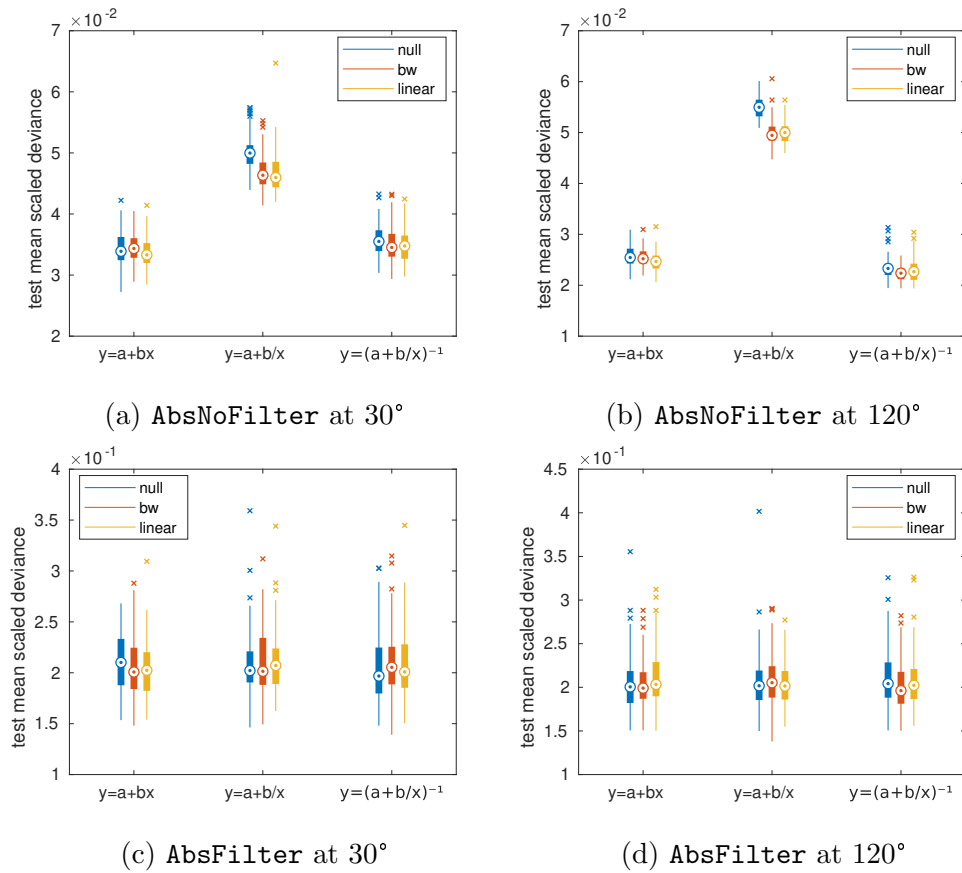 ×10⁻²
test mean scaled deviance
7
6
5
4
3
2
null
bw
linear
y=a+bx
y=a+b/x
y=(a+b/x)⁻¹
(a) AbsNoFilter at 30°
×10⁻²
test mean scaled deviance
7
6
5
4
3
2
1
null
bw
linear
y=a+bx
y=a+b/x
y=(a+b/x)⁻¹
(b) AbsNoFilter at 120°
×10⁻¹
test mean scaled deviance
4
3.5
3
2.5
2
1.5
1
null
bw
linear
y=a+bx
y=a+b/x
y=(a+b/x)⁻¹
(c) AbsFilter at 30°
×10⁻¹
test mean scaled deviance
4.5
4
3.5
3
2.5
2
1.5
1
null
bw
linear
y=a+bx
y=a+b/x
y=(a+b/x)⁻¹
(d) AbsFilter at 120°